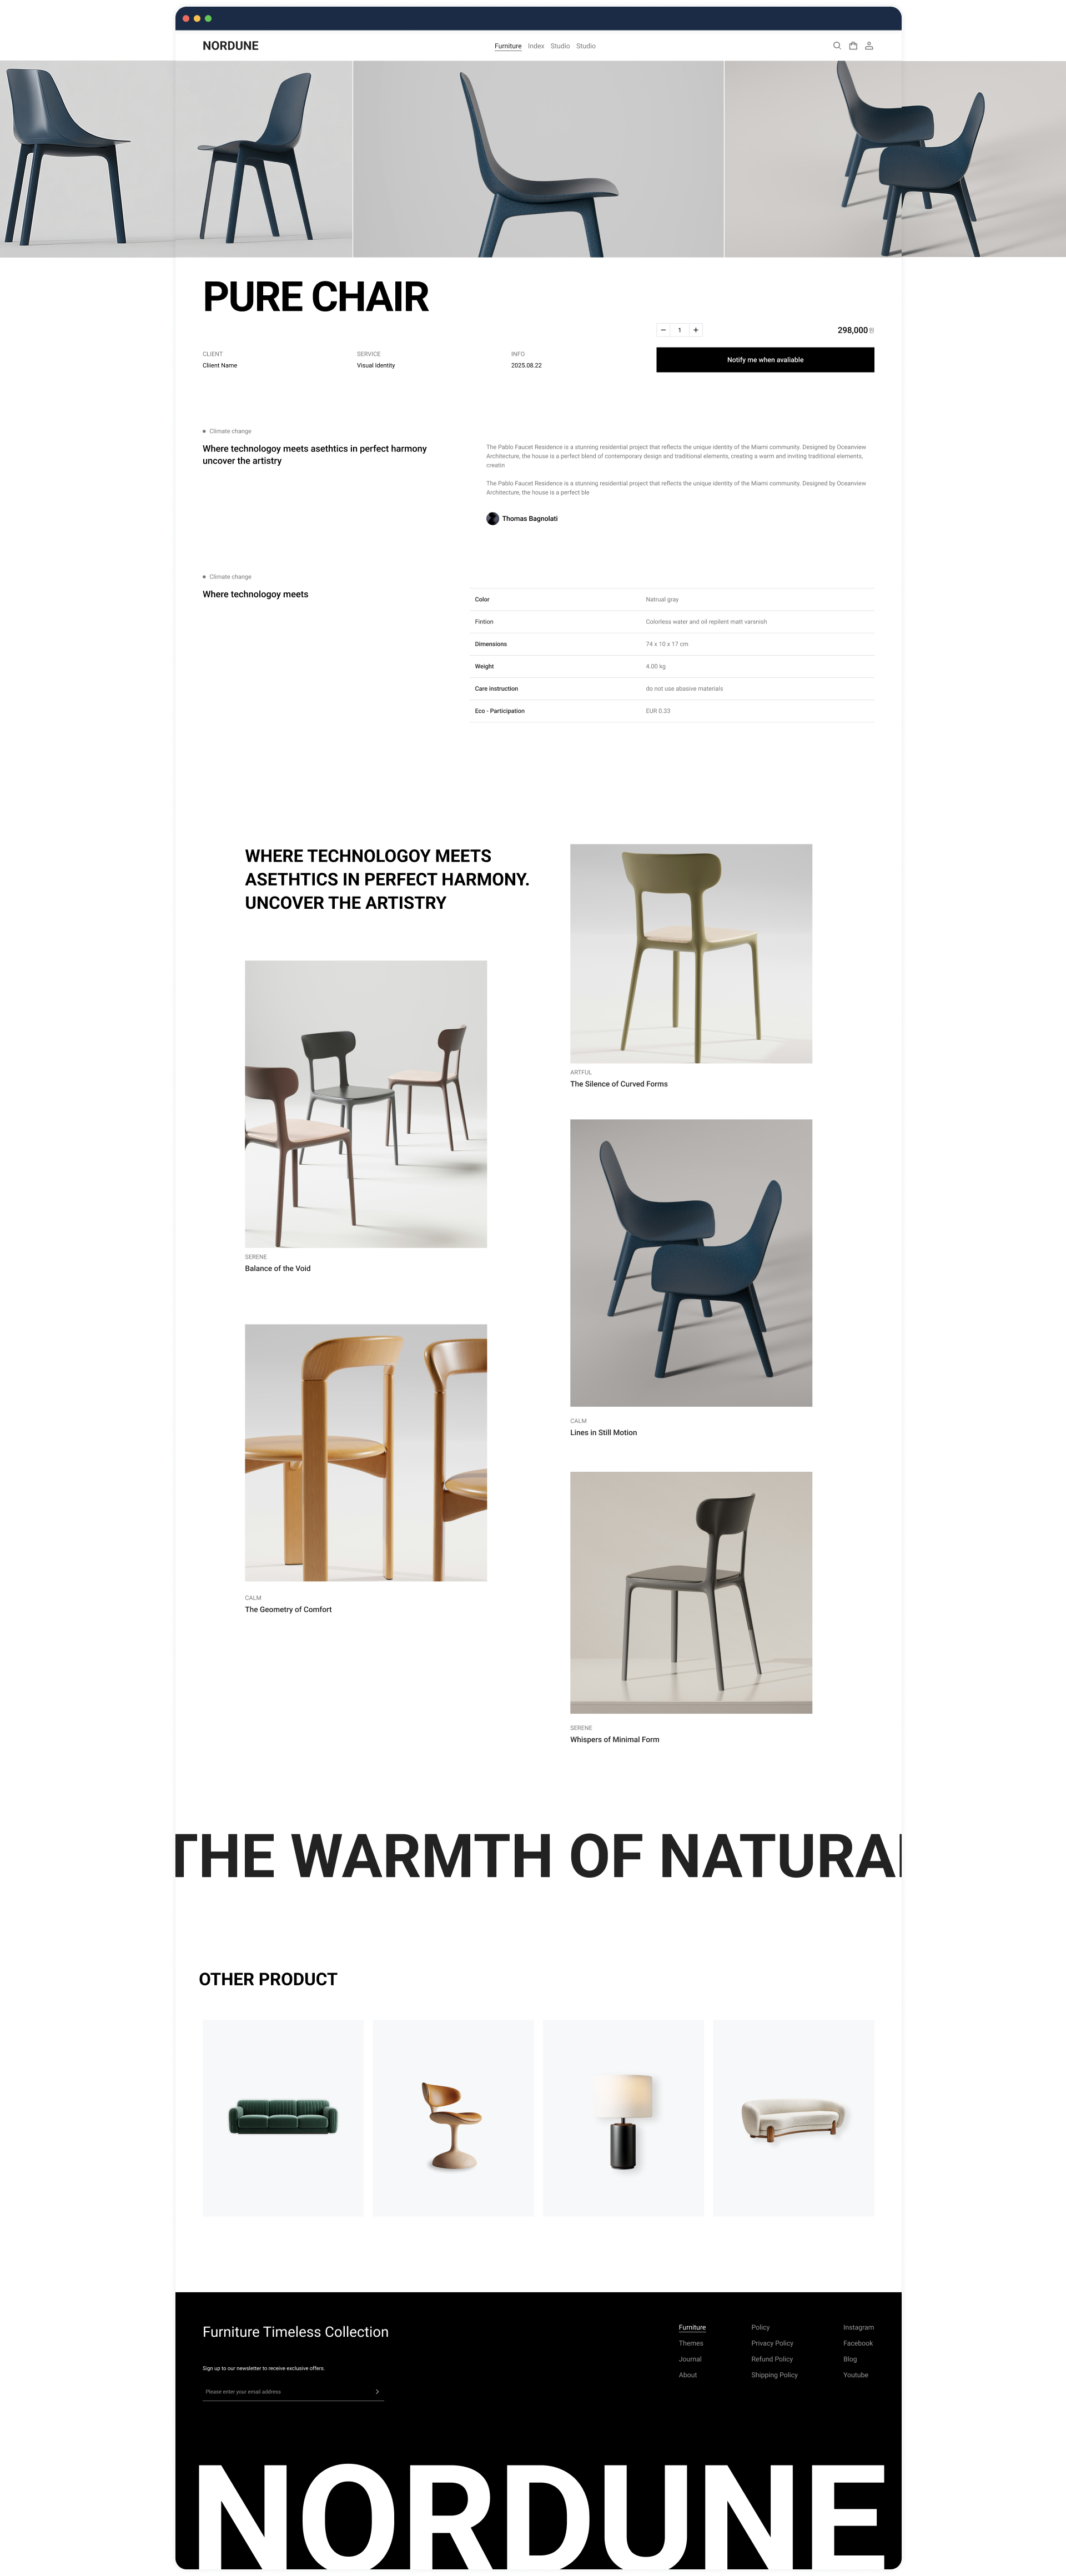 NORDUNE
Furniture Index Studio Studio
PURE CHAIR
1
298,000원
CLIENT
Cliient Name
SERVICE
Visual Identity
INFO
2025.08.22
Notify me when avaliable
Climate change
Where technologoy meets asethtics in perfect harmony
uncover the artistry
The Pablo Faucet Residence is a stunning residential project that reflects the unique identity of the Miami community. Designed by Oceanview
Architecture, the house is a perfect blend of contemporary design and traditional elements, creating a warm and inviting traditional elements,
creatin
The Pablo Faucet Residence is a stunning residential project that reflects the unique identity of the Miami community. Designed by Oceanview
Architecture, the house is a perfect ble
Thomas Bagnolati
Climate change
Where technologoy meets
Color Natrual gray
Fintion Colorless water and oil repilent matt varsnish
Dimensions 74 x 10 x 17 cm
Weight 4.00 kg
Care instruction do not use abasive materials
Eco - Participation EUR 0.33
WHERE TECHNOLOGOY MEETS
ASETHTICS IN PERFECT HARMONY.
UNCOVER THE ARTISTRY
ARTFUL
The Silence of Curved Forms
SERENE
Balance of the Void
CALM
Lines in Still Motion
CALM
The Geometry of Comfort
SERENE
Whispers of Minimal Form
THE WARMTH OF NATURAL
OTHER PRODUCT
Furniture Timeless Collection
Sign up to our newsletter to receive exclusive offers.
Please enter your email address
Furniture
Themes
Journal
About
Policy
Privacy Policy
Refund Policy
Shipping Policy
Instagram
Facebook
Blog
Youtube
NORDUNE